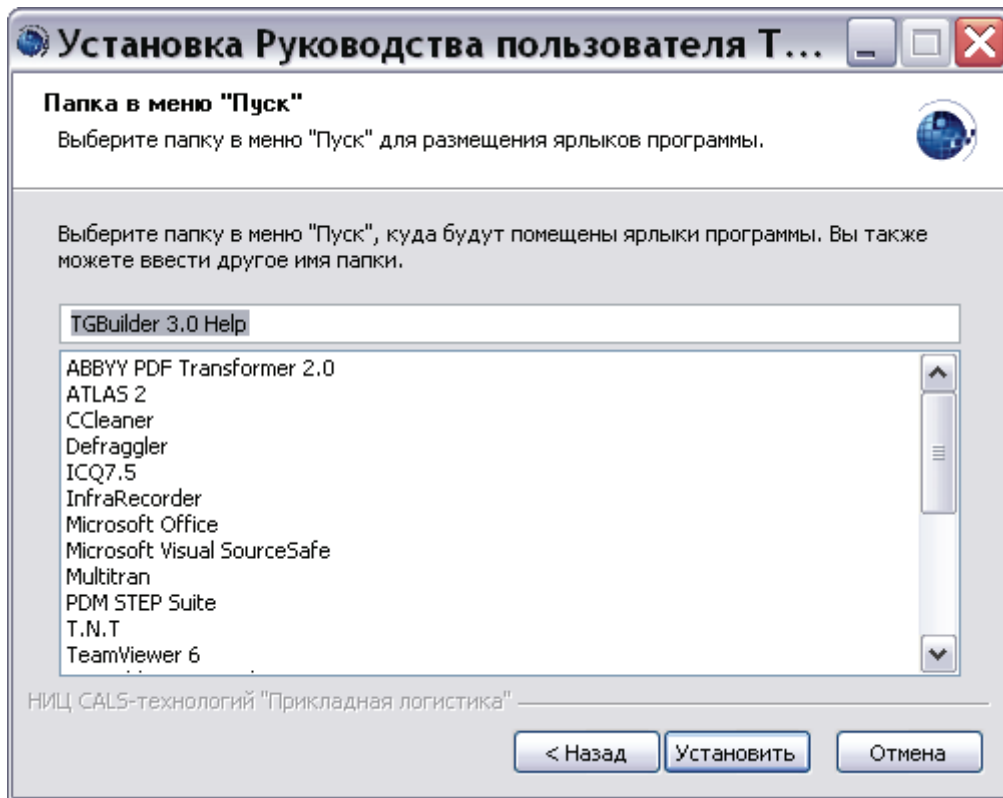 Установка Руководства пользователя T...
Папка в меню "Пуск"
Выберите папку в меню "Пуск" для размещения ярлыков программы.
Выберите папку в меню "Пуск", куда будут помещены ярлыки программы. Вы также
можете ввести другое имя папки.
TGBuilder 3.0 Help
ABBYY PDF Transformer 2.0
ATLAS 2
CCleaner
Defraggler
ICQ7.5
InfraRecorder
Microsoft Office
Microsoft Visual SourceSafe
Multitran
PDM STEP Suite
T.N.T
TeamViewer 6
НИЦ CALS-технологий "Прикладная логистика"
< Назад Установить Отмена